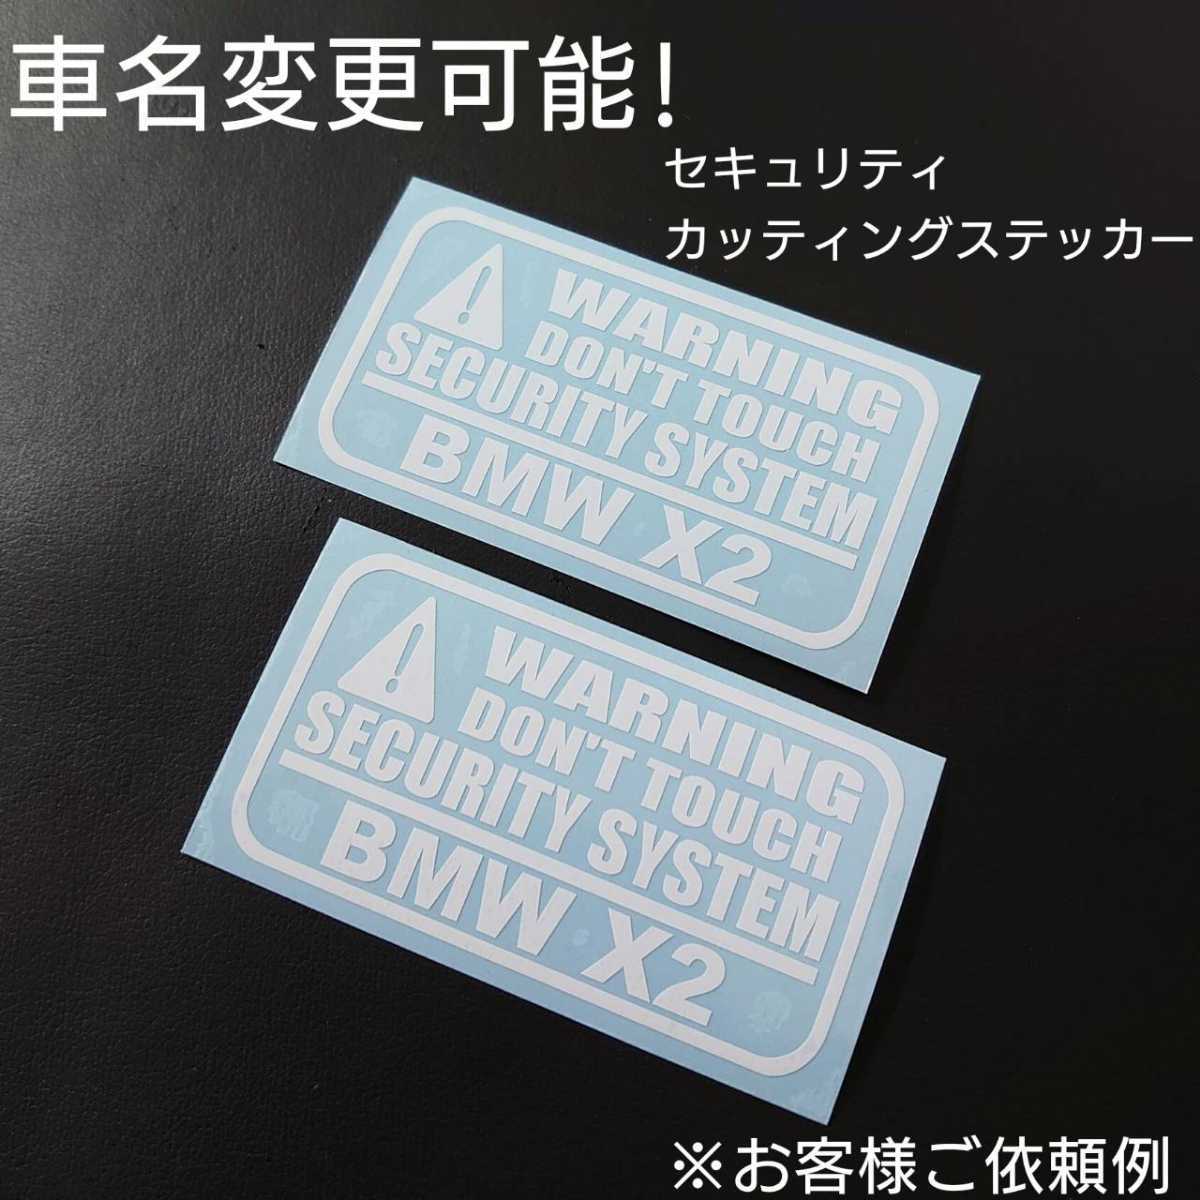 車名変更可能!
セキュリティ
カッティングステッカー
WARNING
DON'T TOUCH
SECURITY SYSTEM
BMW X2
WARNING
DON'T TOUCH
SECURITY SYSTEM
BMW X2
※お客様ご依頼例